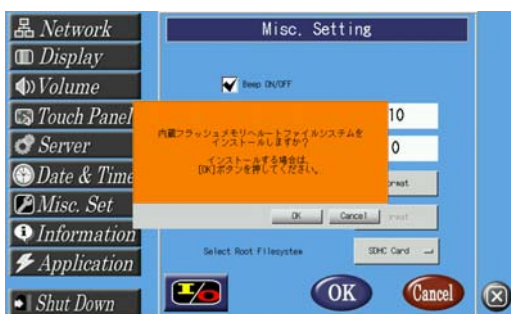 Network
Misc. Setting
Display
Volume
Beep ON/OFF
Touch Panel
10
内蔵フラッシュメモリへルートファイルシステムを
インストールしますか?
インストールする場合は、
[OK]ボタンを押してください。
Server
0
Date & Time
Misc. Set
OK
Cancel
Information
Select Root Filesystem
SDHC Card
Application
I/O
OK
Cancel
Shut Down